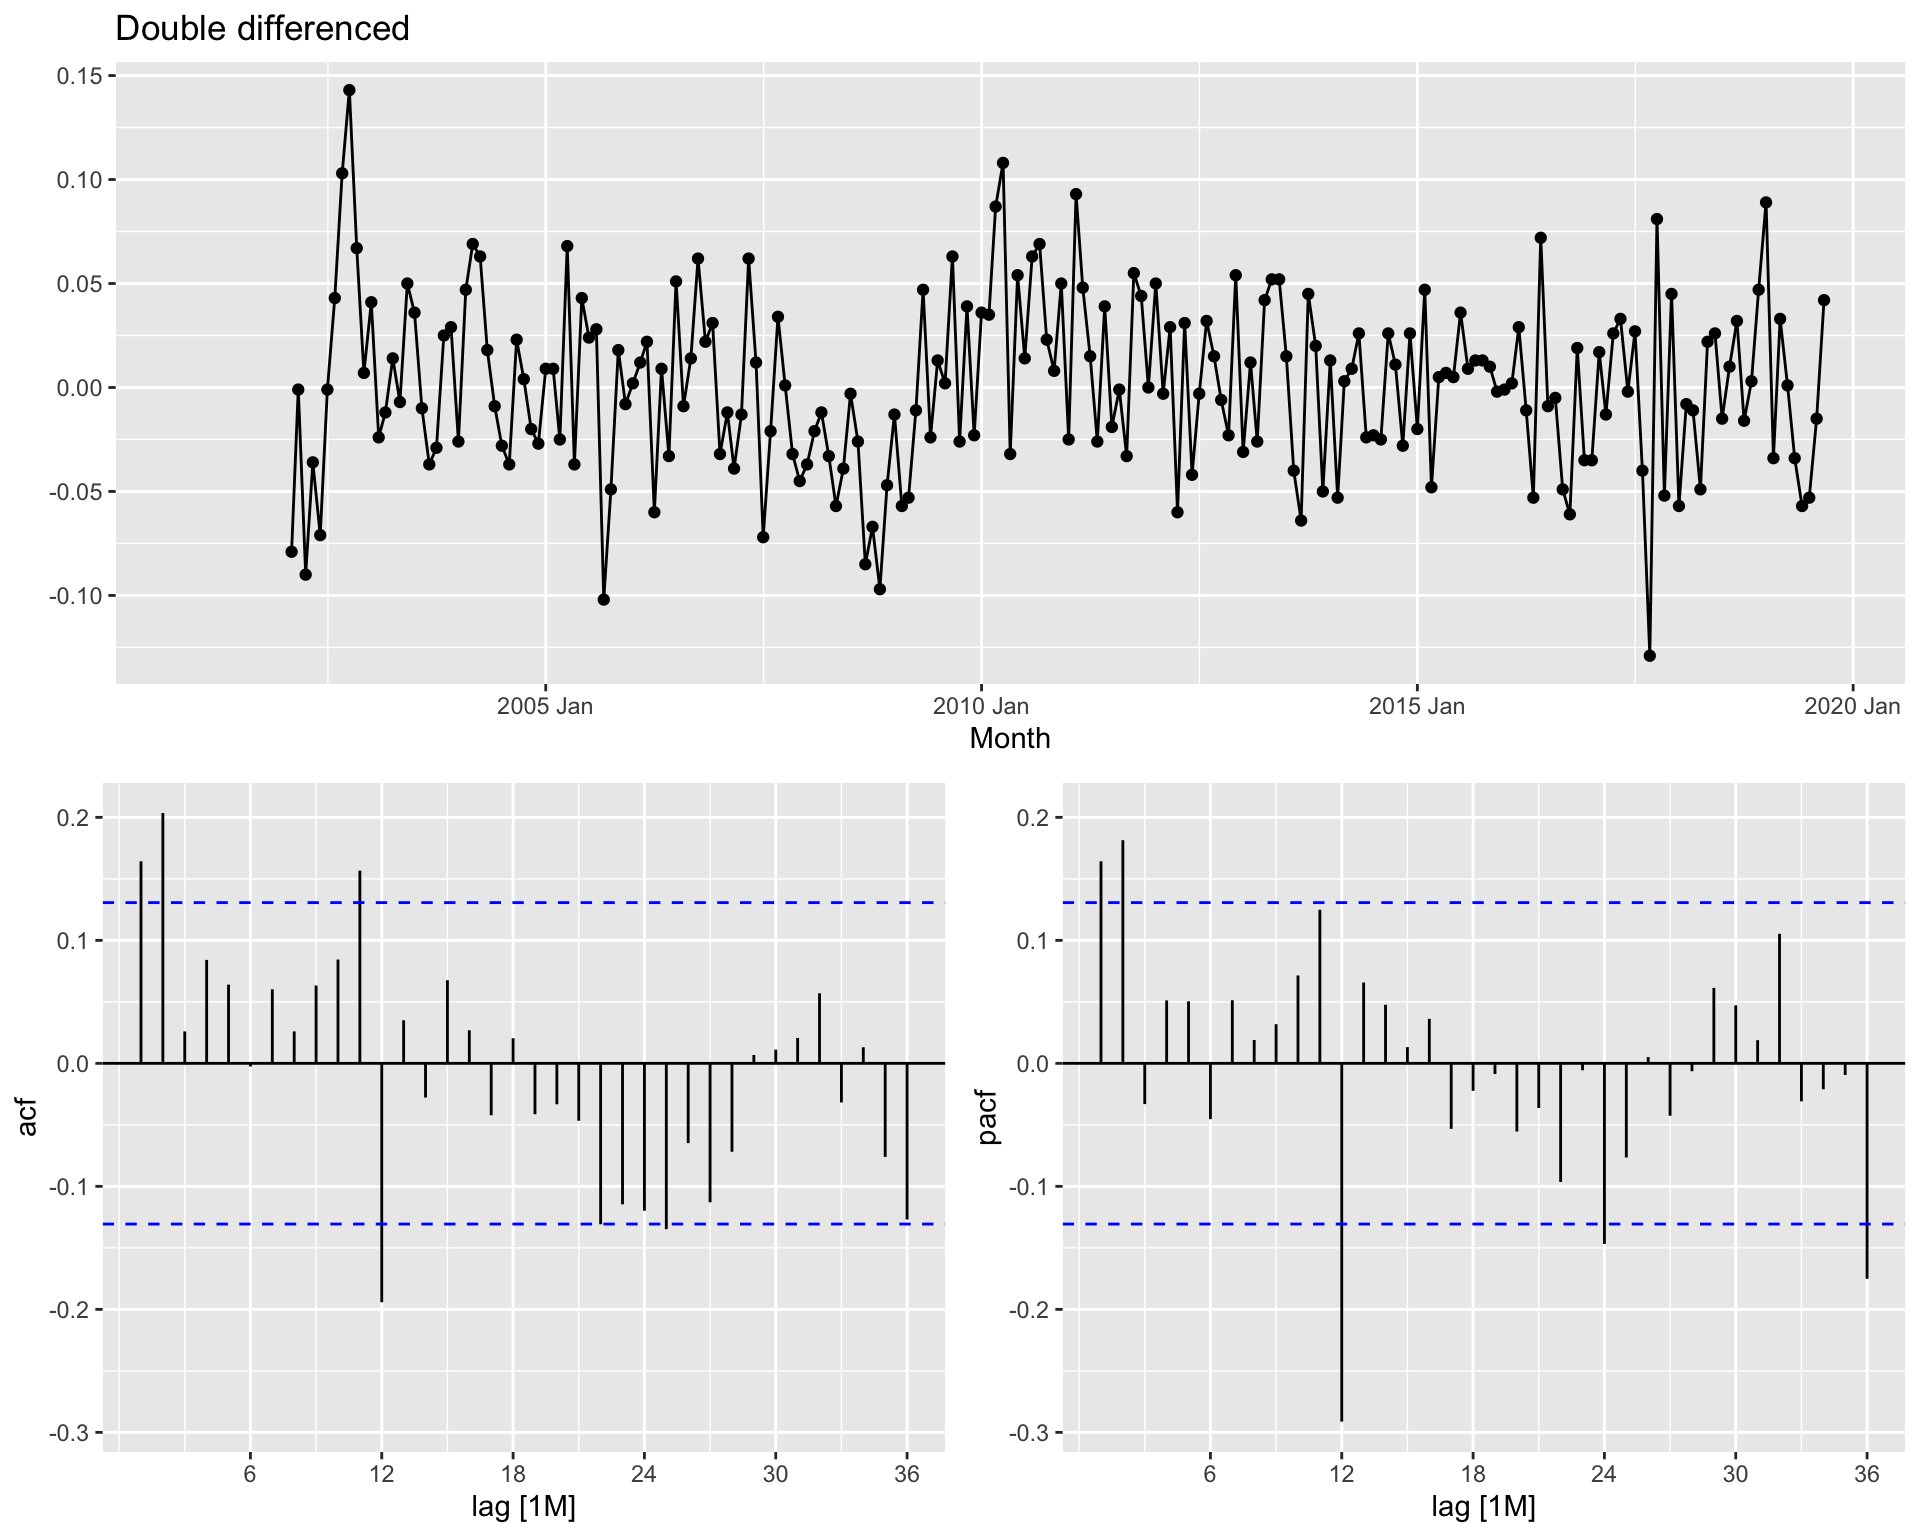 Double differenced
0.15
0.10
0.05
0.00
-0.05
-0.10
2005 Jan 2010 Jan 2015 Jan 2020 Jan
Month
acf
0.2
0.1
0.0
-0.1
-0.2
-0.3
6 12 18 24 30 36
lag [1M]
pacf
0.2
0.1
0.0
-0.1
-0.2
-0.3
6 12 18 24 30 36
lag [1M]